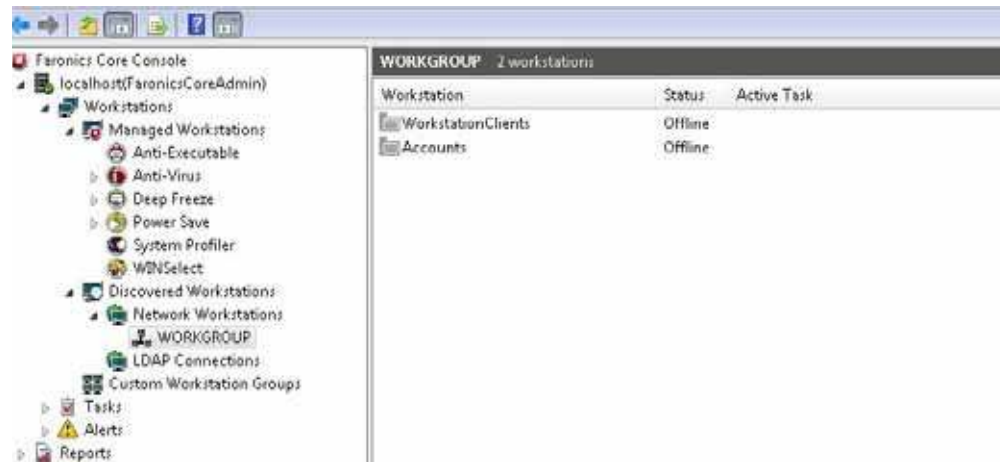 Faronics Core Console
localhost(FaronicsCoreAdmin)
Workstations
Managed Workstations
Anti-Executable
Anti-Virus
Deep Freeze
Power Save
System Profiler
WINSelect
Discovered Workstations
Network Workstations
WORKGROUP
LDAP Connections
Custom Workstation Groups
Tasks
Alerts
Reports
WORKGROUP 2 workstations
Workstation Status Active Task
WorkstationClients Offline
Accounts Offline